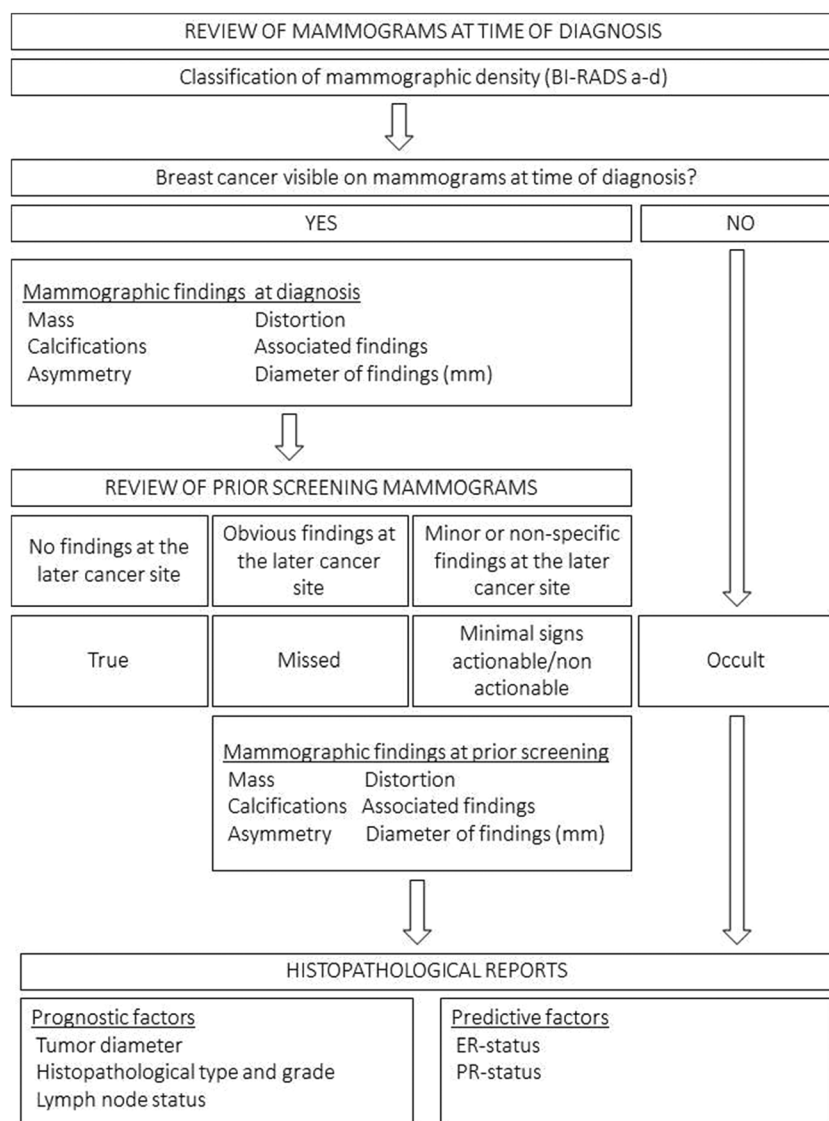 REVIEW OF MAMMOGRAMS AT TIME OF DIAGNOSIS
Classification of mammographic density (BI-RADS a-d)
Breast cancer visible on mammograms at time of diagnosis?
YES
NO
Mammographic findings at diagnosis
Mass Distortion
Calcifications Associated findings
Asymmetry Diameter of findings (mm)
REVIEW OF PRIOR SCREENING MAMMOGRAMS
No findings at the
later cancer site
Obvious findings at
the later cancer
site
Minor or non-specific
findings at the later
cancer site
True
Missed
Minimal signs
actionable/non
actionable
Occult
Mammographic findings at prior screening
Mass Distortion
Calcifications Associated findings
Asymmetry Diameter of findings (mm)
HISTOPATHOLOGICAL REPORTS
Prognostic factors
Tumor diameter
Histopathological type and grade
Lymph node status
Predictive factors
ER-status
PR-status